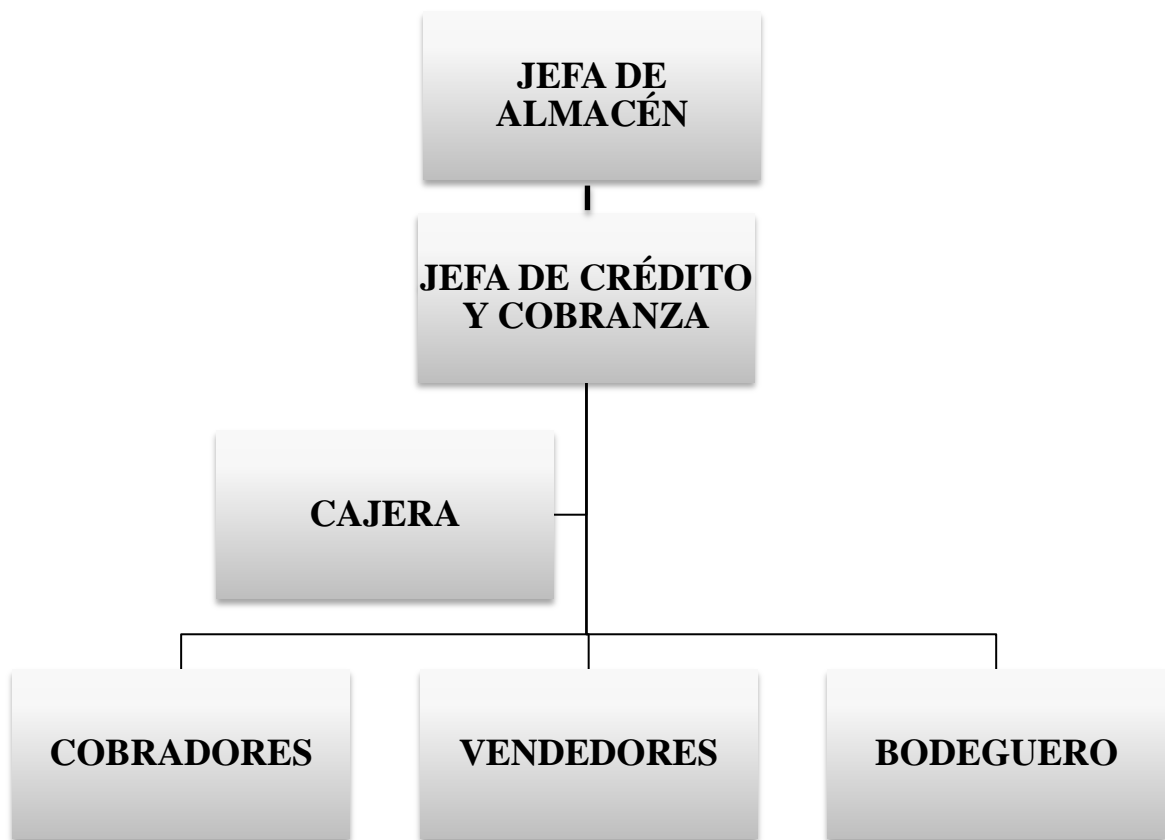 JEFA DE
ALMACÉN
JEFA DE CRÉDITO
Y COBRANZA
CAJERA
COBRADORES
VENDEDORES
BODEGUERO